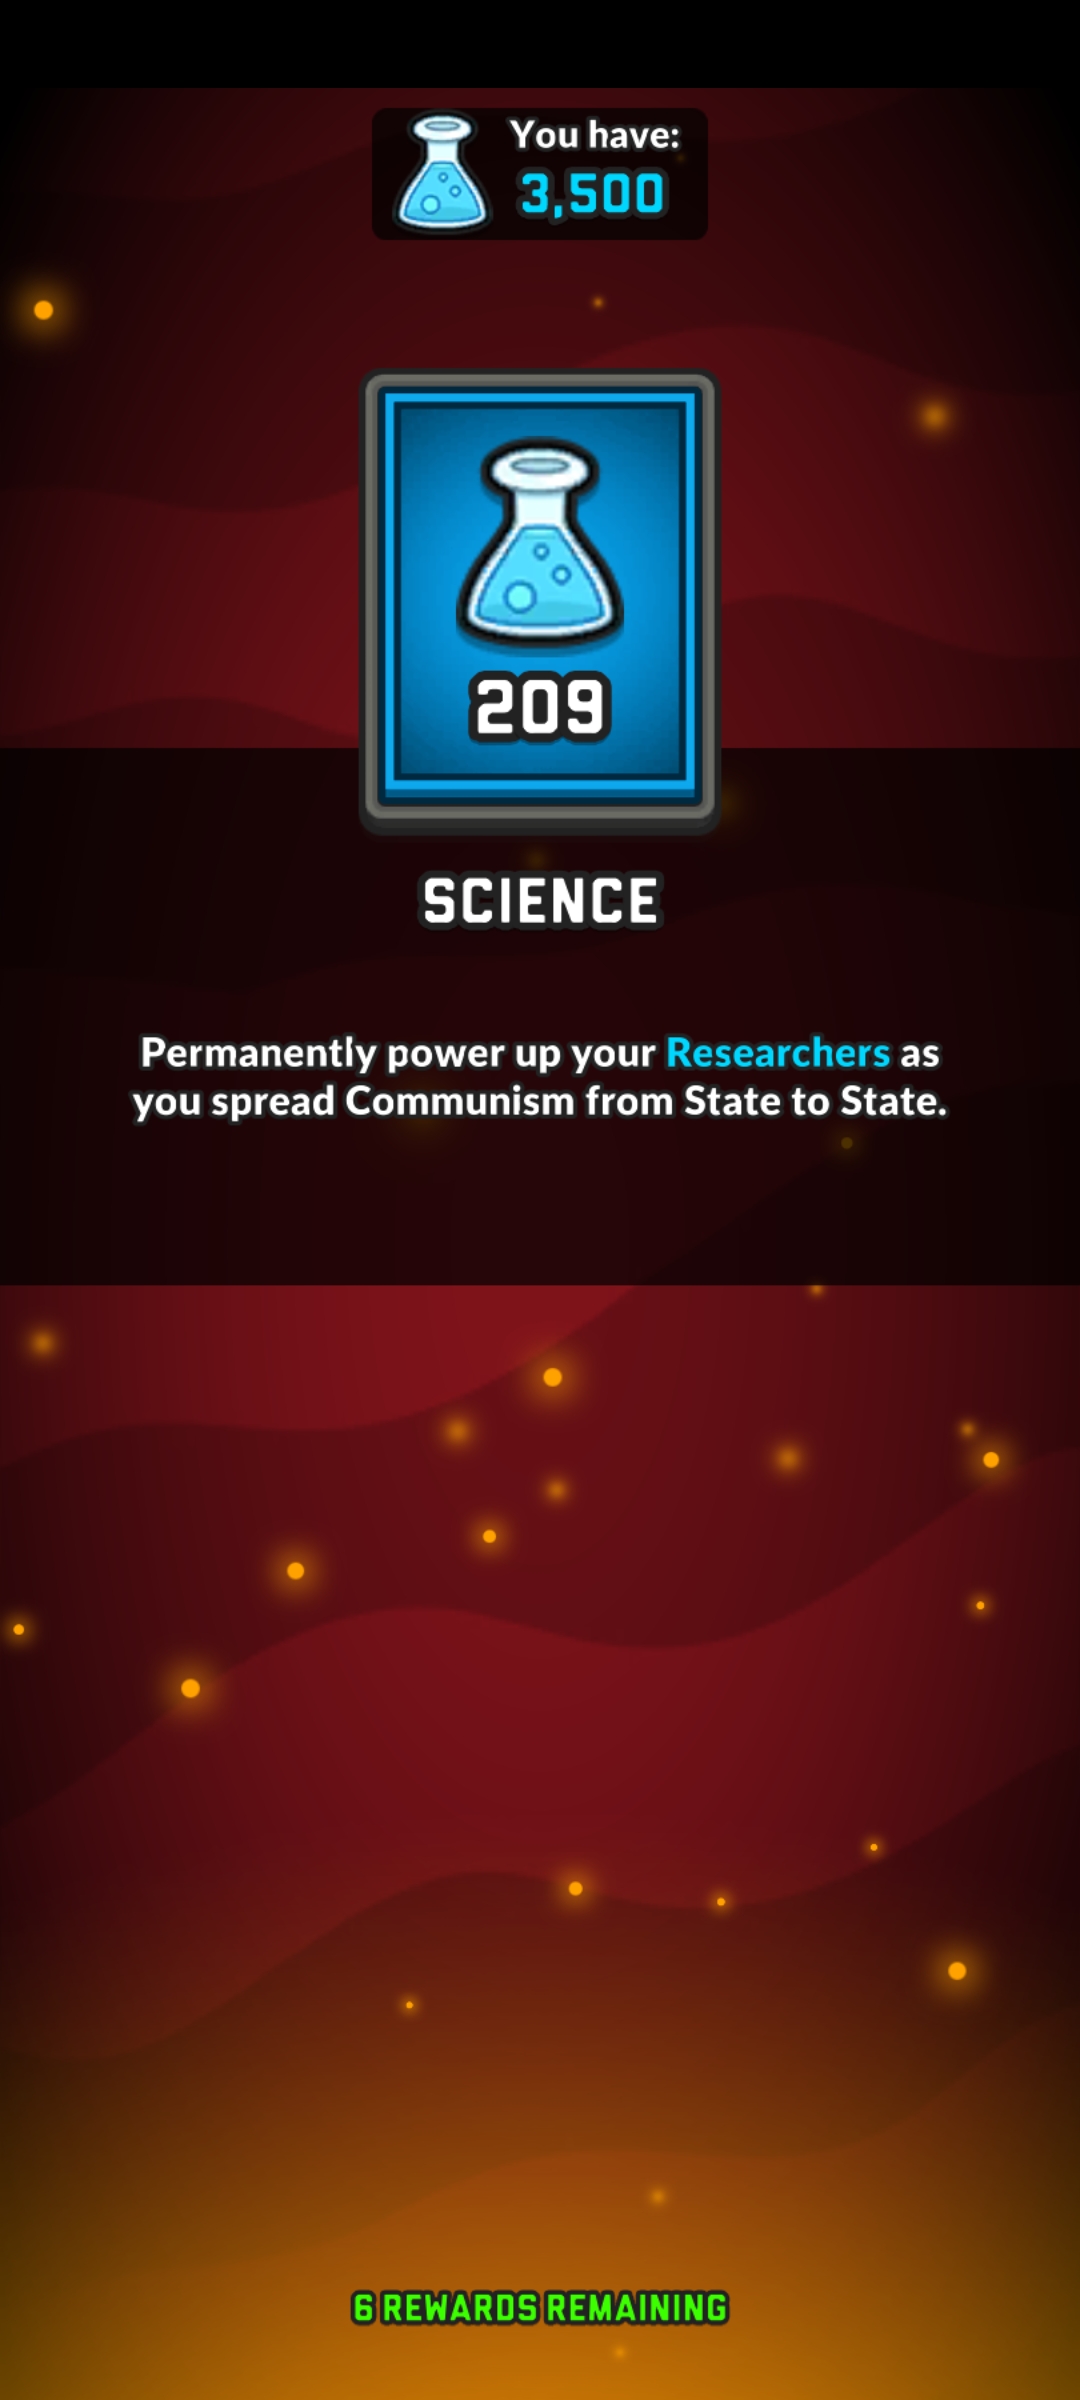 You have:
3,500
209
SCIENCE
Permanently power up your Researchers as
you spread Communism from State to State.
6 REWARDS REMAINING